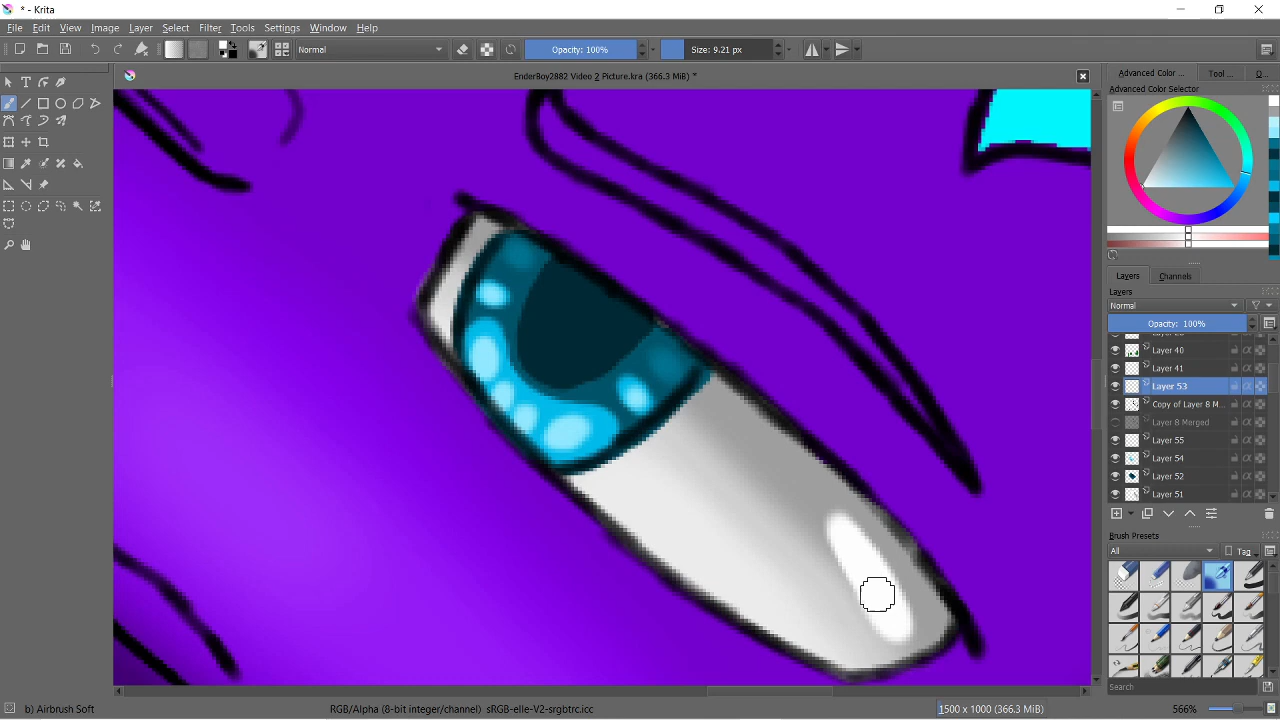 * - Krita
File Edit View Image Layer Select Filter Tools Settings Window Help
Normal Opacity: 100% Size: 9.21 px
EnderBoy2882 Video 2 Picture.kra (366.3 MiB) *
Advanced Color ... Tool ... O...
Advanced Color Selector
Layers Channels
Layers
Normal
Opacity: 100%
Layer 40
Layer 41
Layer 53
Copy of Layer 8 M...
Layer 8 Merged
Layer 55
Layer 54
Layer 52
Layer 51
Brush Presets
All Tag
Search
b) Airbrush Soft RGB/Alpha (8-bit integer/channel) sRGB-elle-V2-srgbtrc.icc 1500 x 1000 (366.3 MiB) 566%